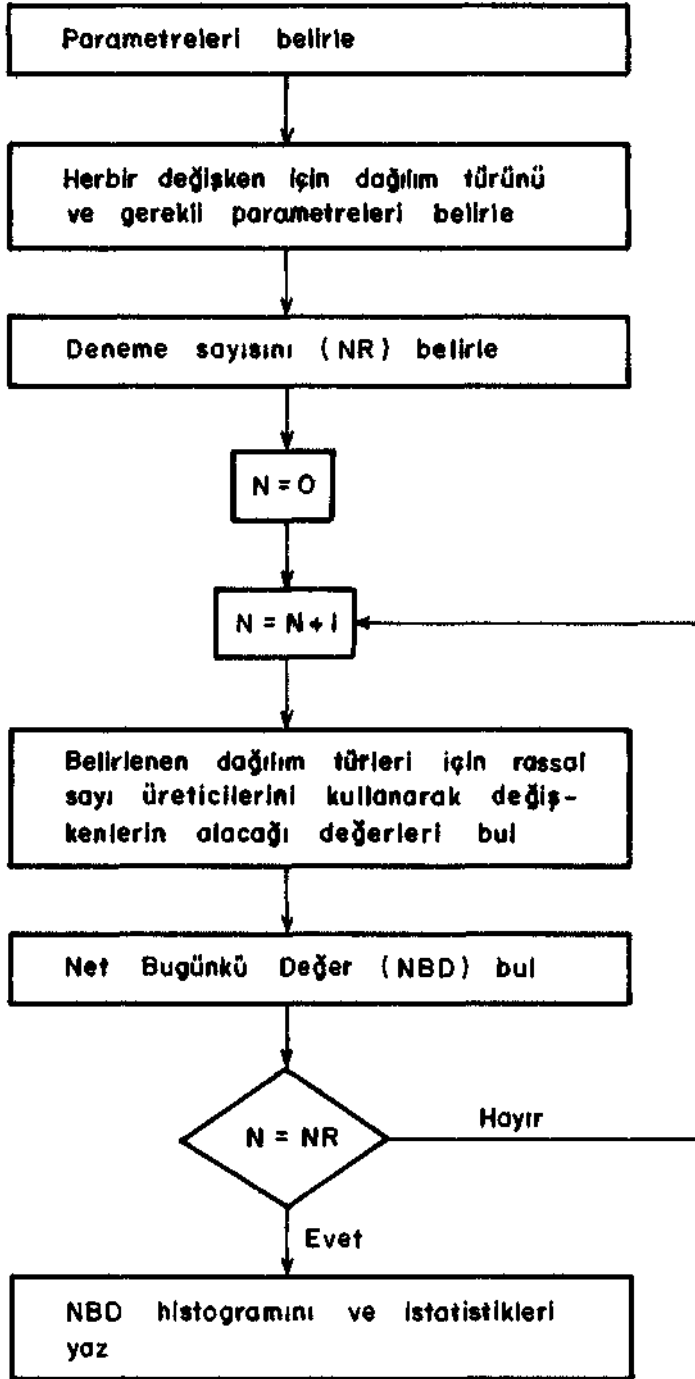 Parametreleri belirle
Herbir değişken için dağılım türünü
ve gerekli parametreleri belirle
Deneme sayısını (NR) belirle
N = 0
N = N + 1
Belirlenen dağılım türleri için rassal
sayı üreticilerini kullanarak değiş-
kenlerin alacağı değerleri bul
Net Bugünkü Değer (NBD) bul
N = NR
Hayır
Evet
NBD histogramını ve istatistikleri
yaz